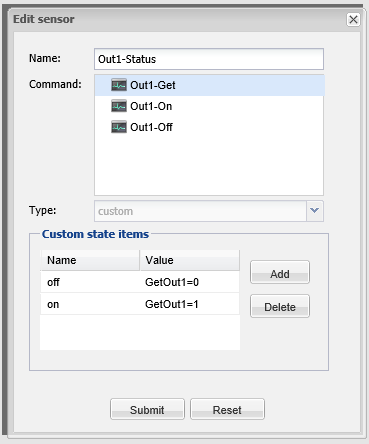 Edit sensor
Name: Out1-Status
Command: Out1-Get
Out1-On
Out1-Off
Type: custom
Custom state items
Name Value
off GetOut1=0
on GetOut1=1
Add
Delete
Submit Reset